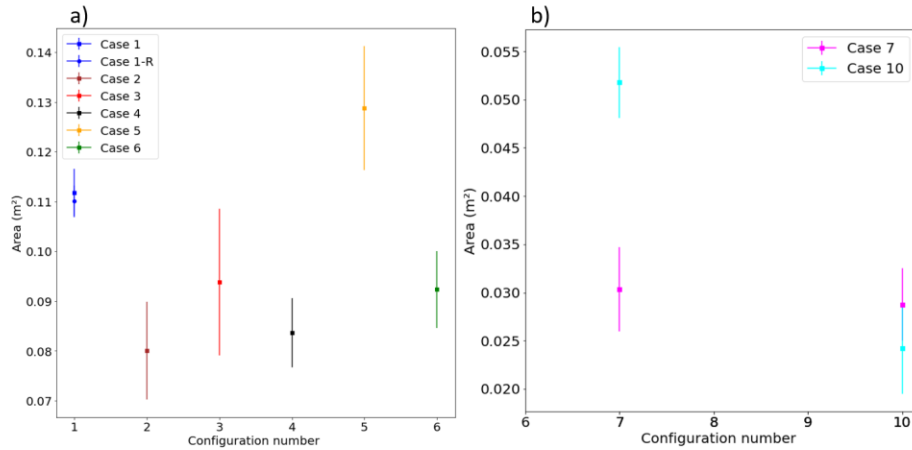 a)
Case 1
Case 1-R
Case 2
Case 3
Case 4
Case 5
Case 6
Area (m²)
0.14
0.13
0.12
0.11
0.10
0.09
0.08
0.07
1 2 3 4 5 6
Configuration number
b)
Case 7
Case 10
Area (m²)
0.055
0.050
0.045
0.040
0.035
0.030
0.025
0.020
6 7 8 9 10
Configuration number